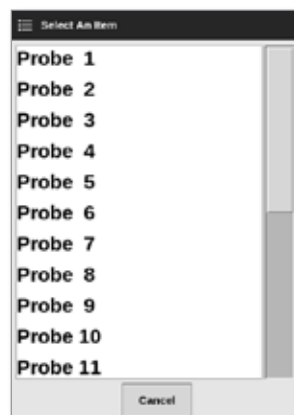 Select An Item
Probe 1
Probe 2
Probe 3
Probe 4
Probe 5
Probe 6
Probe 7
Probe 8
Probe 9
Probe 10
Probe 11
Cancel